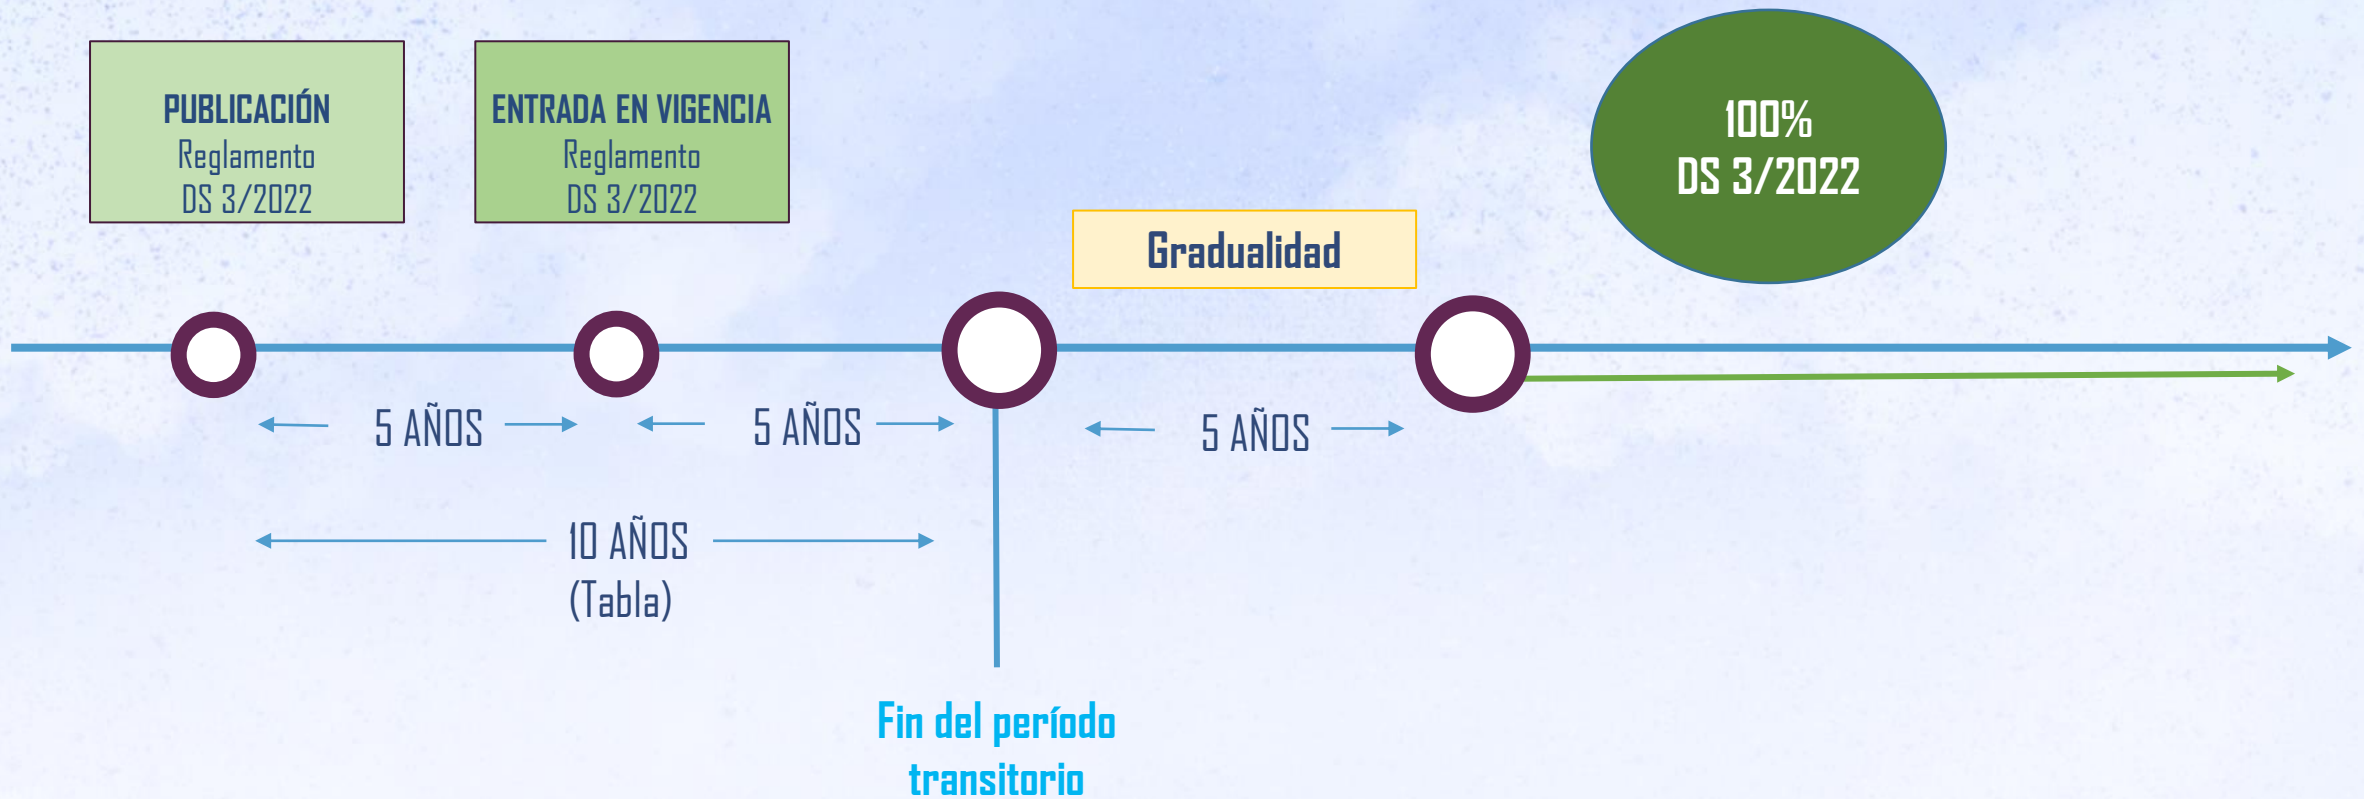 PUBLICACIÓN
Reglamento
DS 3/2022
ENTRADA EN VIGENCIA
Reglamento
DS 3/2022
100%
DS 3/2022
Gradualidad
5 AÑOS
5 AÑOS
5 AÑOS
10 AÑOS
(Tabla)
Fin del período
transitorio